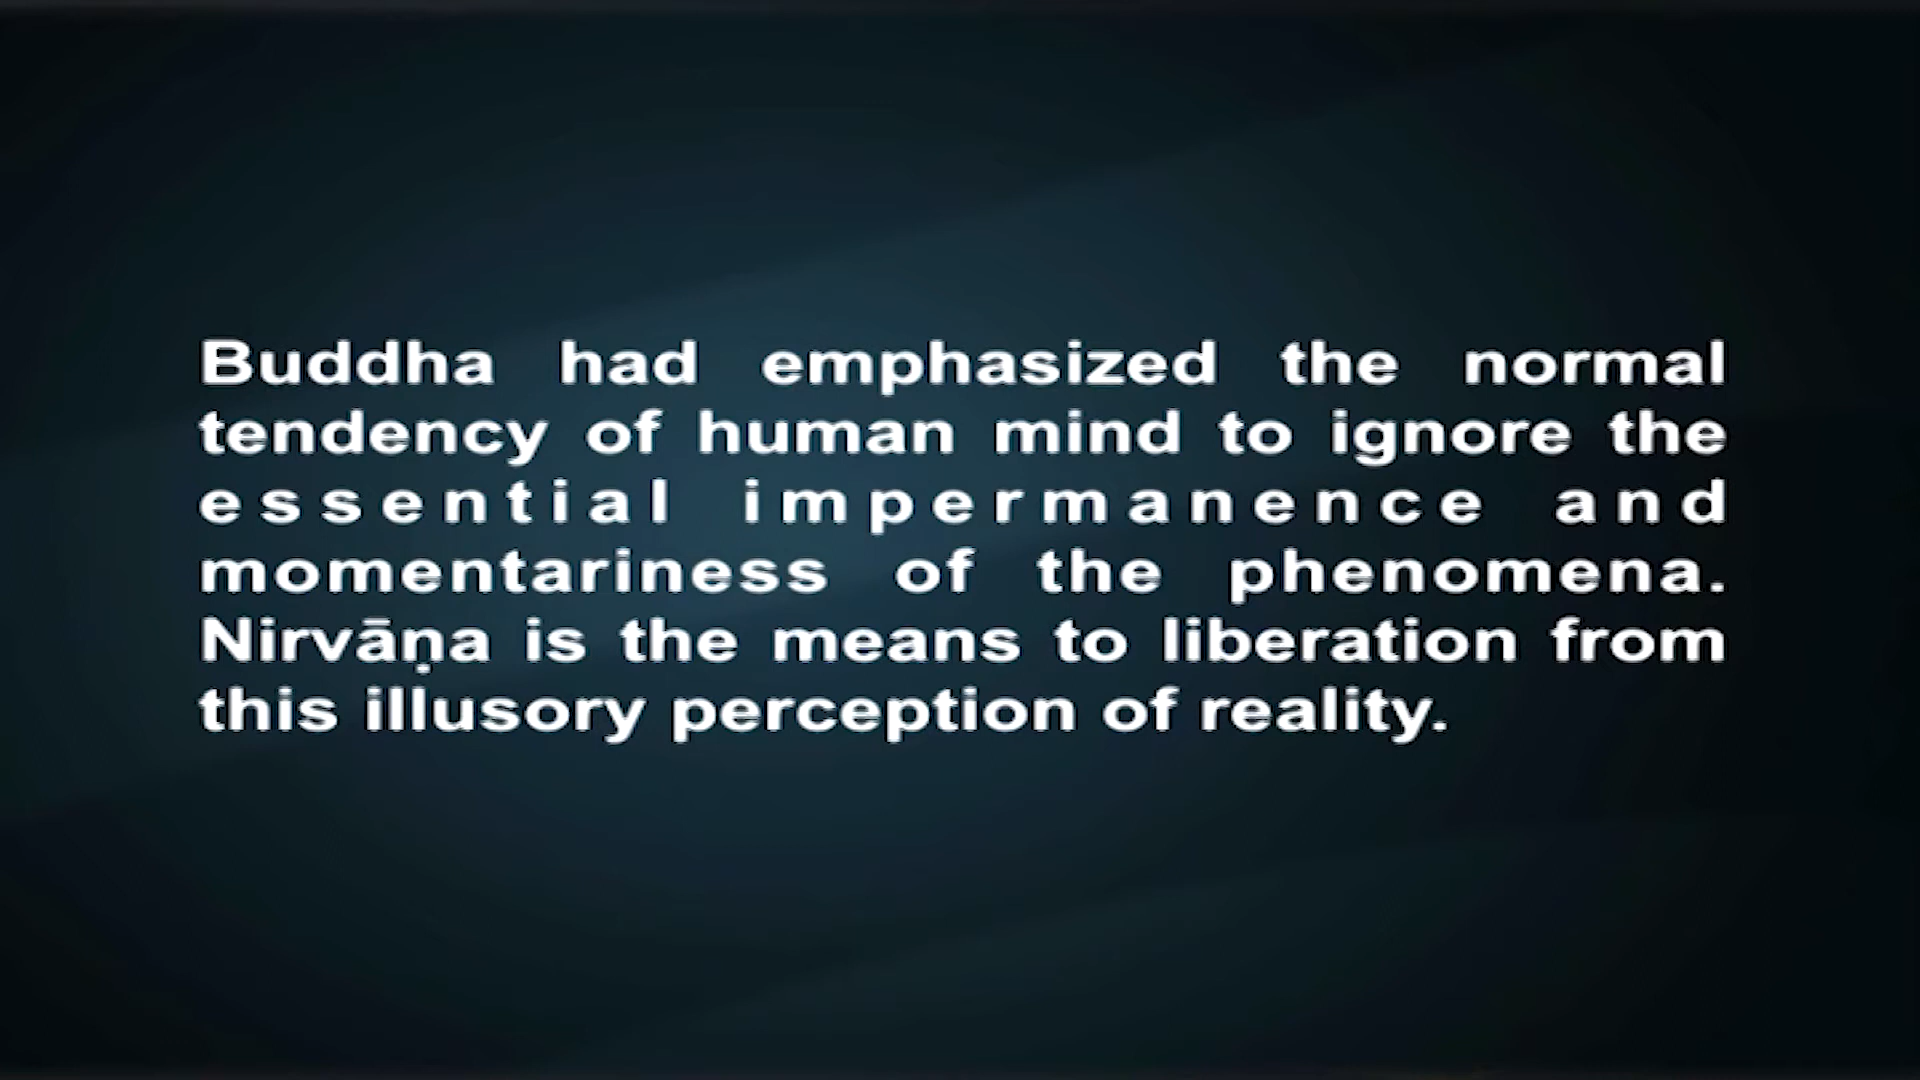 Buddha had emphasized the normal
tendency of human mind to ignore the
essential impermanence and
momentariness of the phenomena.
Nirvāṇa is the means to liberation from
this illusory perception of reality.